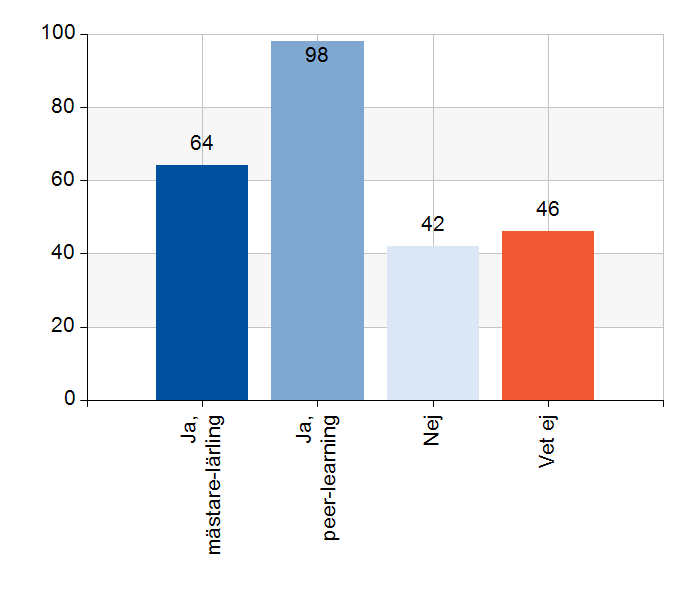 100
80
60
40
20
0
64
98
42
46
Ja,
mästare-lärling
Ja,
peer-learning
Nej
Vet ej